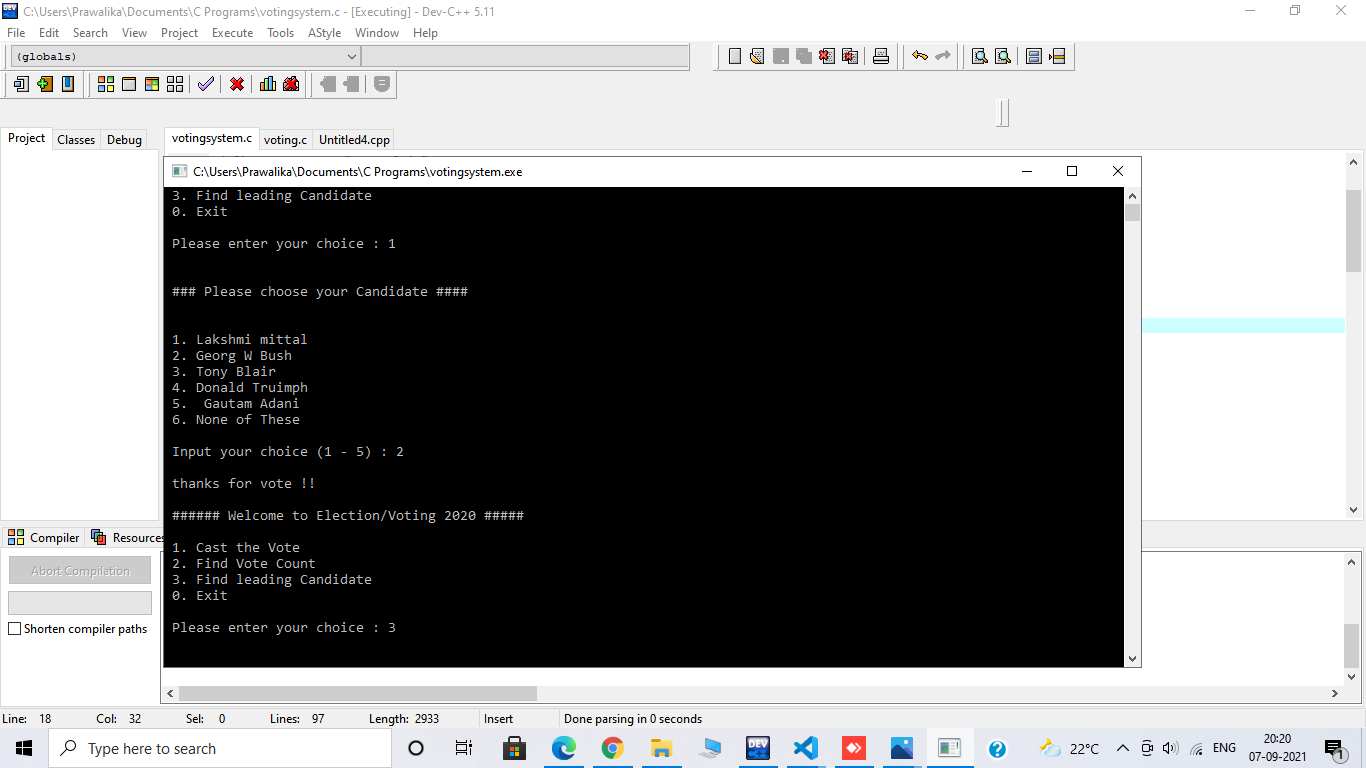 C:\Users\Prawalika\Documents\C Programs\votingsystem.c - [Executing] - Dev-C++ 5.11
File Edit Search View Project Execute Tools AStyle Window Help
(globals)
Project Classes Debug
votingsystem.c voting.c Untitled4.cpp
C:\Users\Prawalika\Documents\C Programs\votingsystem.exe
3. Find leading Candidate
0. Exit
Please enter your choice : 1
### Please choose your Candidate ####
1. Lakshmi mittal
2. Georg W Bush
3. Tony Blair
4. Donald Truimph
5.  Gautam Adani
6. None of These
Input your choice (1 - 5) : 2
thanks for vote !!
###### Welcome to Election/Voting 2020 #####
1. Cast the Vote
2. Find Vote Count
3. Find leading Candidate
0. Exit
Please enter your choice : 3
Compiler Resources
Abort Compilation
Shorten compiler paths
Line: 18 Col: 32 Sel: 0 Lines: 97 Length: 2933 Insert Done parsing in 0 seconds
Type here to search
DEV
22°C
ENG
20:20
07-09-2021
1